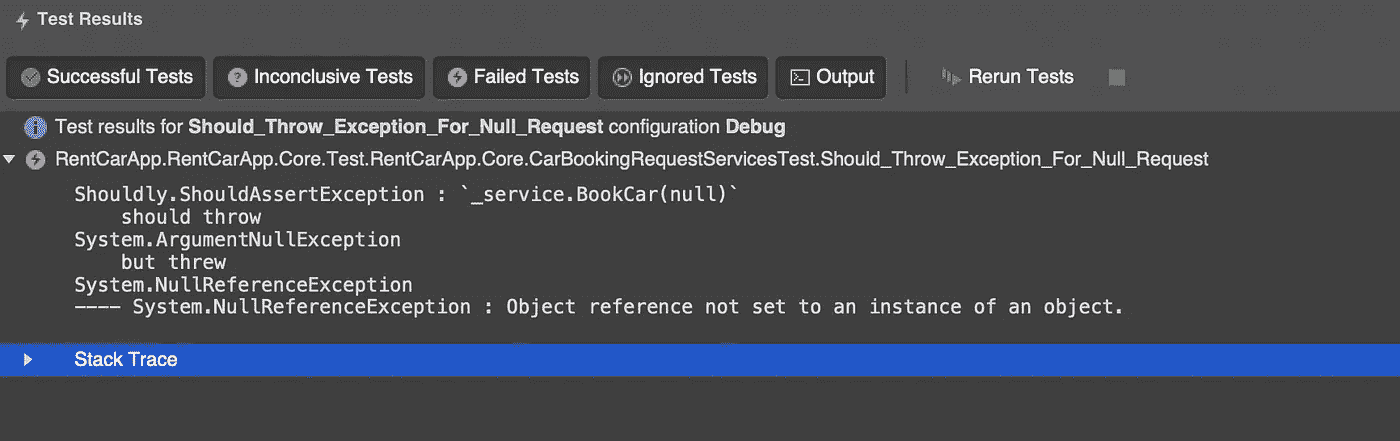 Test Results
Successful Tests Inconclusive Tests Failed Tests Ignored Tests Output Rerun Tests
Test results for Should_Throw_Exception_For_Null_Request configuration Debug
RentCarApp.RentCarApp.Core.Test.RentCarApp.Core.CarBookingRequestServicesTest.Should_Throw_Exception_For_Null_Request
Shouldly.ShouldAssertException : `_service.BookCar(null)`
should throw
System.ArgumentNullException
but threw
System.NullReferenceException
---- System.NullReferenceException : Object reference not set to an instance of an object.
Stack Trace